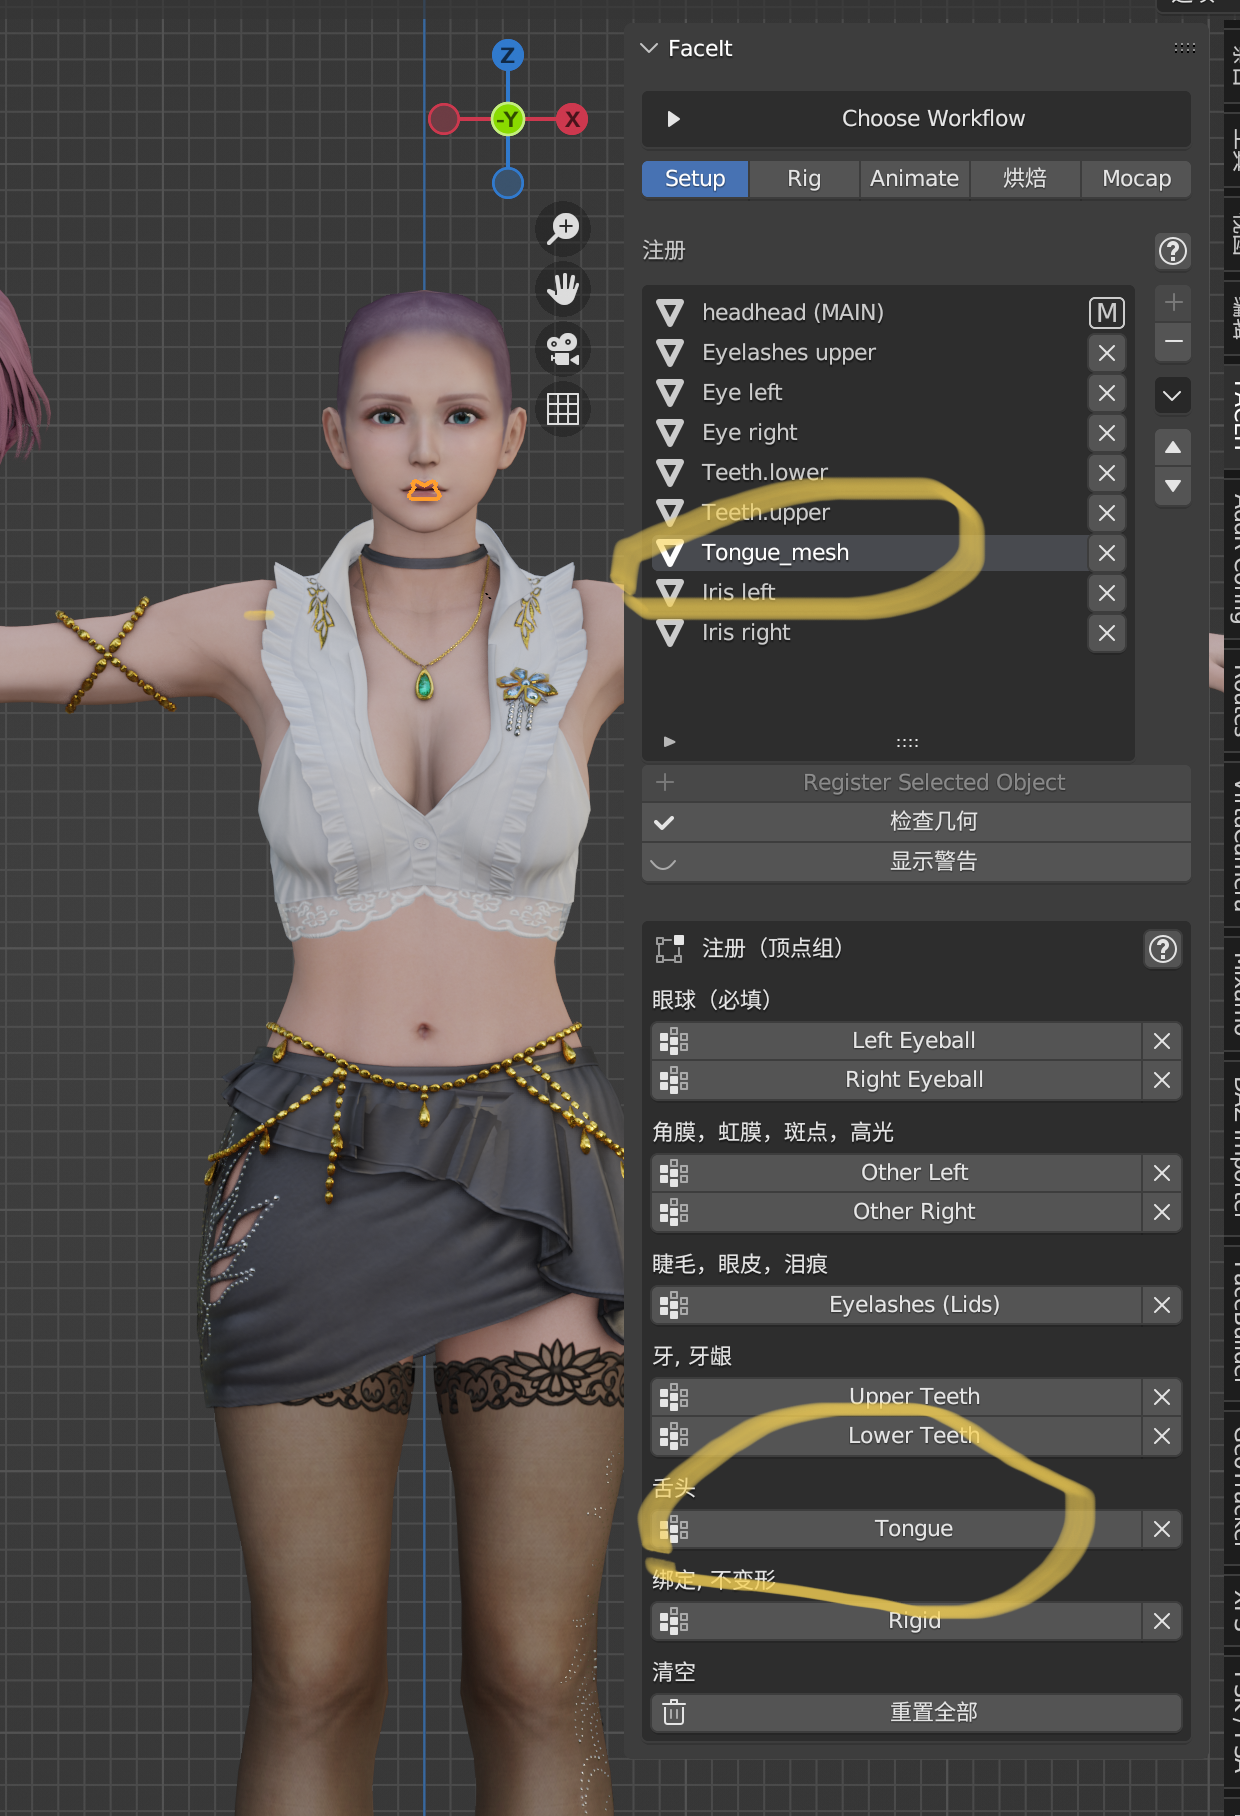 Z
-Y
X
FaceIt
Choose Workflow
Setup
Rig
Animate
烘焙
Mocap
注册
headhead (MAIN)
M
Eyelashes upper
Eye left
Eye right
Teeth.lower
Teeth.upper
Tongue_mesh
Iris left
Iris right
Register Selected Object
检查几何
显示警告
注册（顶点组）
眼球（必填）
Left Eyeball
Right Eyeball
角膜，虹膜，斑点，高光
Other Left
Other Right
睫毛，眼皮，泪痕
Eyelashes (Lids)
牙, 牙龈
Upper Teeth
Lower Teeth
舌头
Tongue
绑定, 不变形
Rigid
清空
重置全部